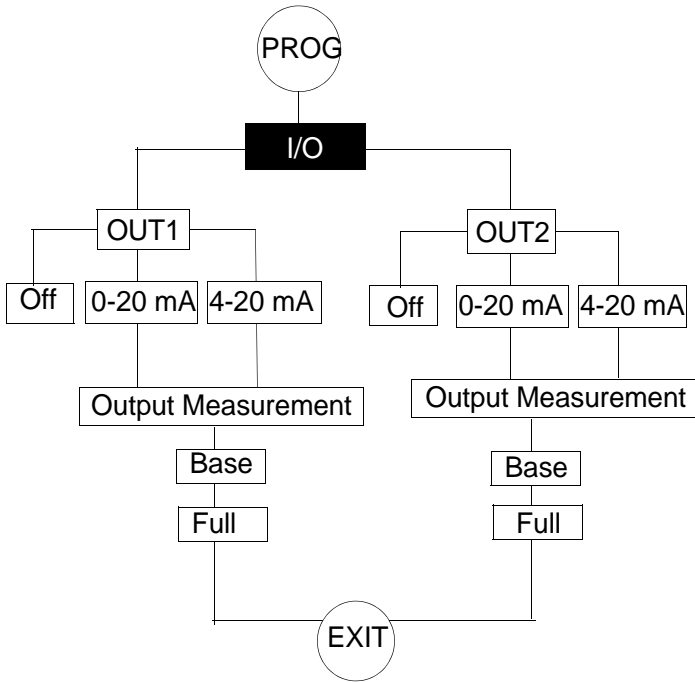 PROG
I/O
OUT1
OUT2
Off
0-20 mA
4-20 mA
Off
0-20 mA
4-20 mA
Output Measurement
Output Measurement
Base
Base
Full
Full
EXIT